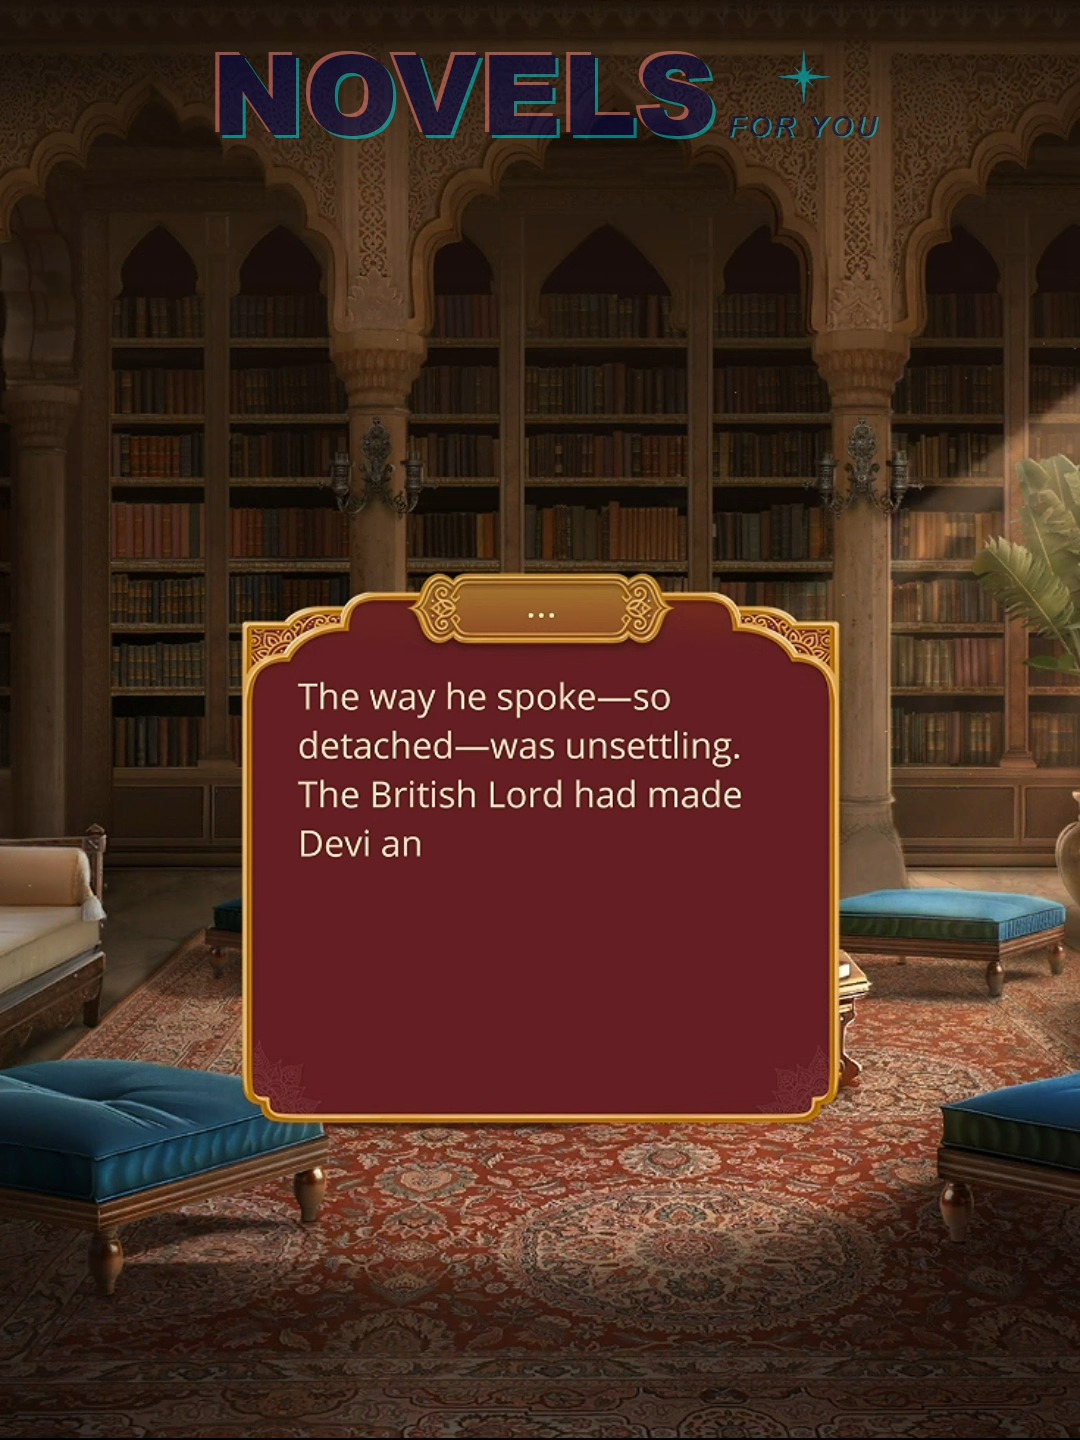 NOVELS
FOR YOU
...
The way he spoke—so
detached—was unsettling.
The British Lord had made
Devi an